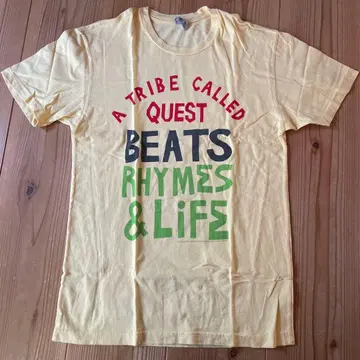 A TRIBE CALLED
QUEST
BEATS
RHYMES
& LiFE